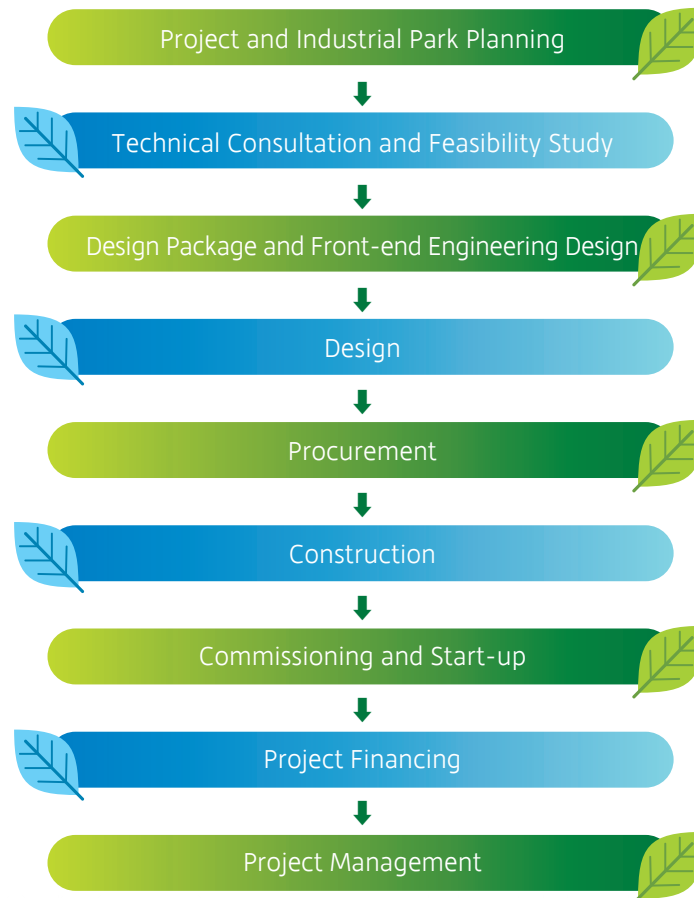 Project and Industrial Park Planning
Technical Consultation and Feasibility Study
Design Package and Front-end Engineering Design
Design
Procurement
Construction
Commissioning and Start-up
Project Financing
Project Management